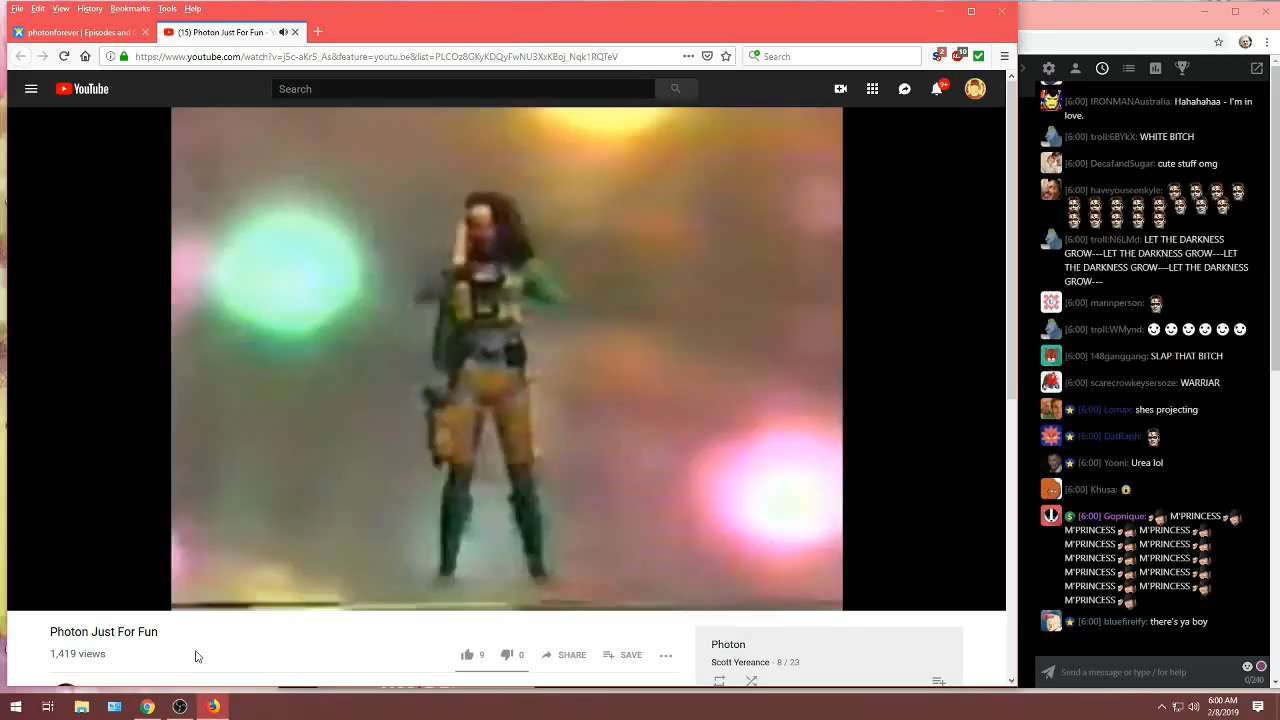 File Edit View History Bookmarks Tools Help
photonforever | Episodes and
(15) Photon Just For Fun - Y
https://www.youtube.com/watch?v=j5c-Nfr5_As&feature=youtu.be&list=PLCOz8GKyKDQyFwNU3XxKBoj_Nqk1RQTeV
Search
2
10
YouTube
Search
9+
Photon Just For Fun
1,419 views
9
0
SHARE
SAVE
Photon
Scott Yereance - 8 / 23
[6:00] IRONMANAustralia: Hahahahaa - I'm in
love.
[6:00] troll:6BYkX: WHITE BITCH
[6:00] DecafandSugar: cute stuff omg
[6:00] haveyouseenkyle:
[6:00] troll:N6LMd: LET THE DARKNESS
GROW---LET THE DARKNESS GROW---LET
THE DARKNESS GROW---LET THE DARKNESS
GROW---
[6:00] mannperson:
[6:00] troll:WMynd:
[6:00] 148ganggang: SLAP THAT BITCH
[6:00] scarecrowkeysersoze: WARRIAR
[6:00] Lomax: shes projecting
[6:00] DatRaph:
[6:00] Yooni: Urea lol
[6:00] Khusa:
[6:00] Gopnique: M'PRINCESS
M'PRINCESS M'PRINCESS
M'PRINCESS M'PRINCESS
M'PRINCESS M'PRINCESS
M'PRINCESS M'PRINCESS
M'PRINCESS M'PRINCESS
M'PRINCESS
[6:00] bluefireify: there's ya boy
Send a message or type / for help
0/240
6:00 AM
2/8/2019